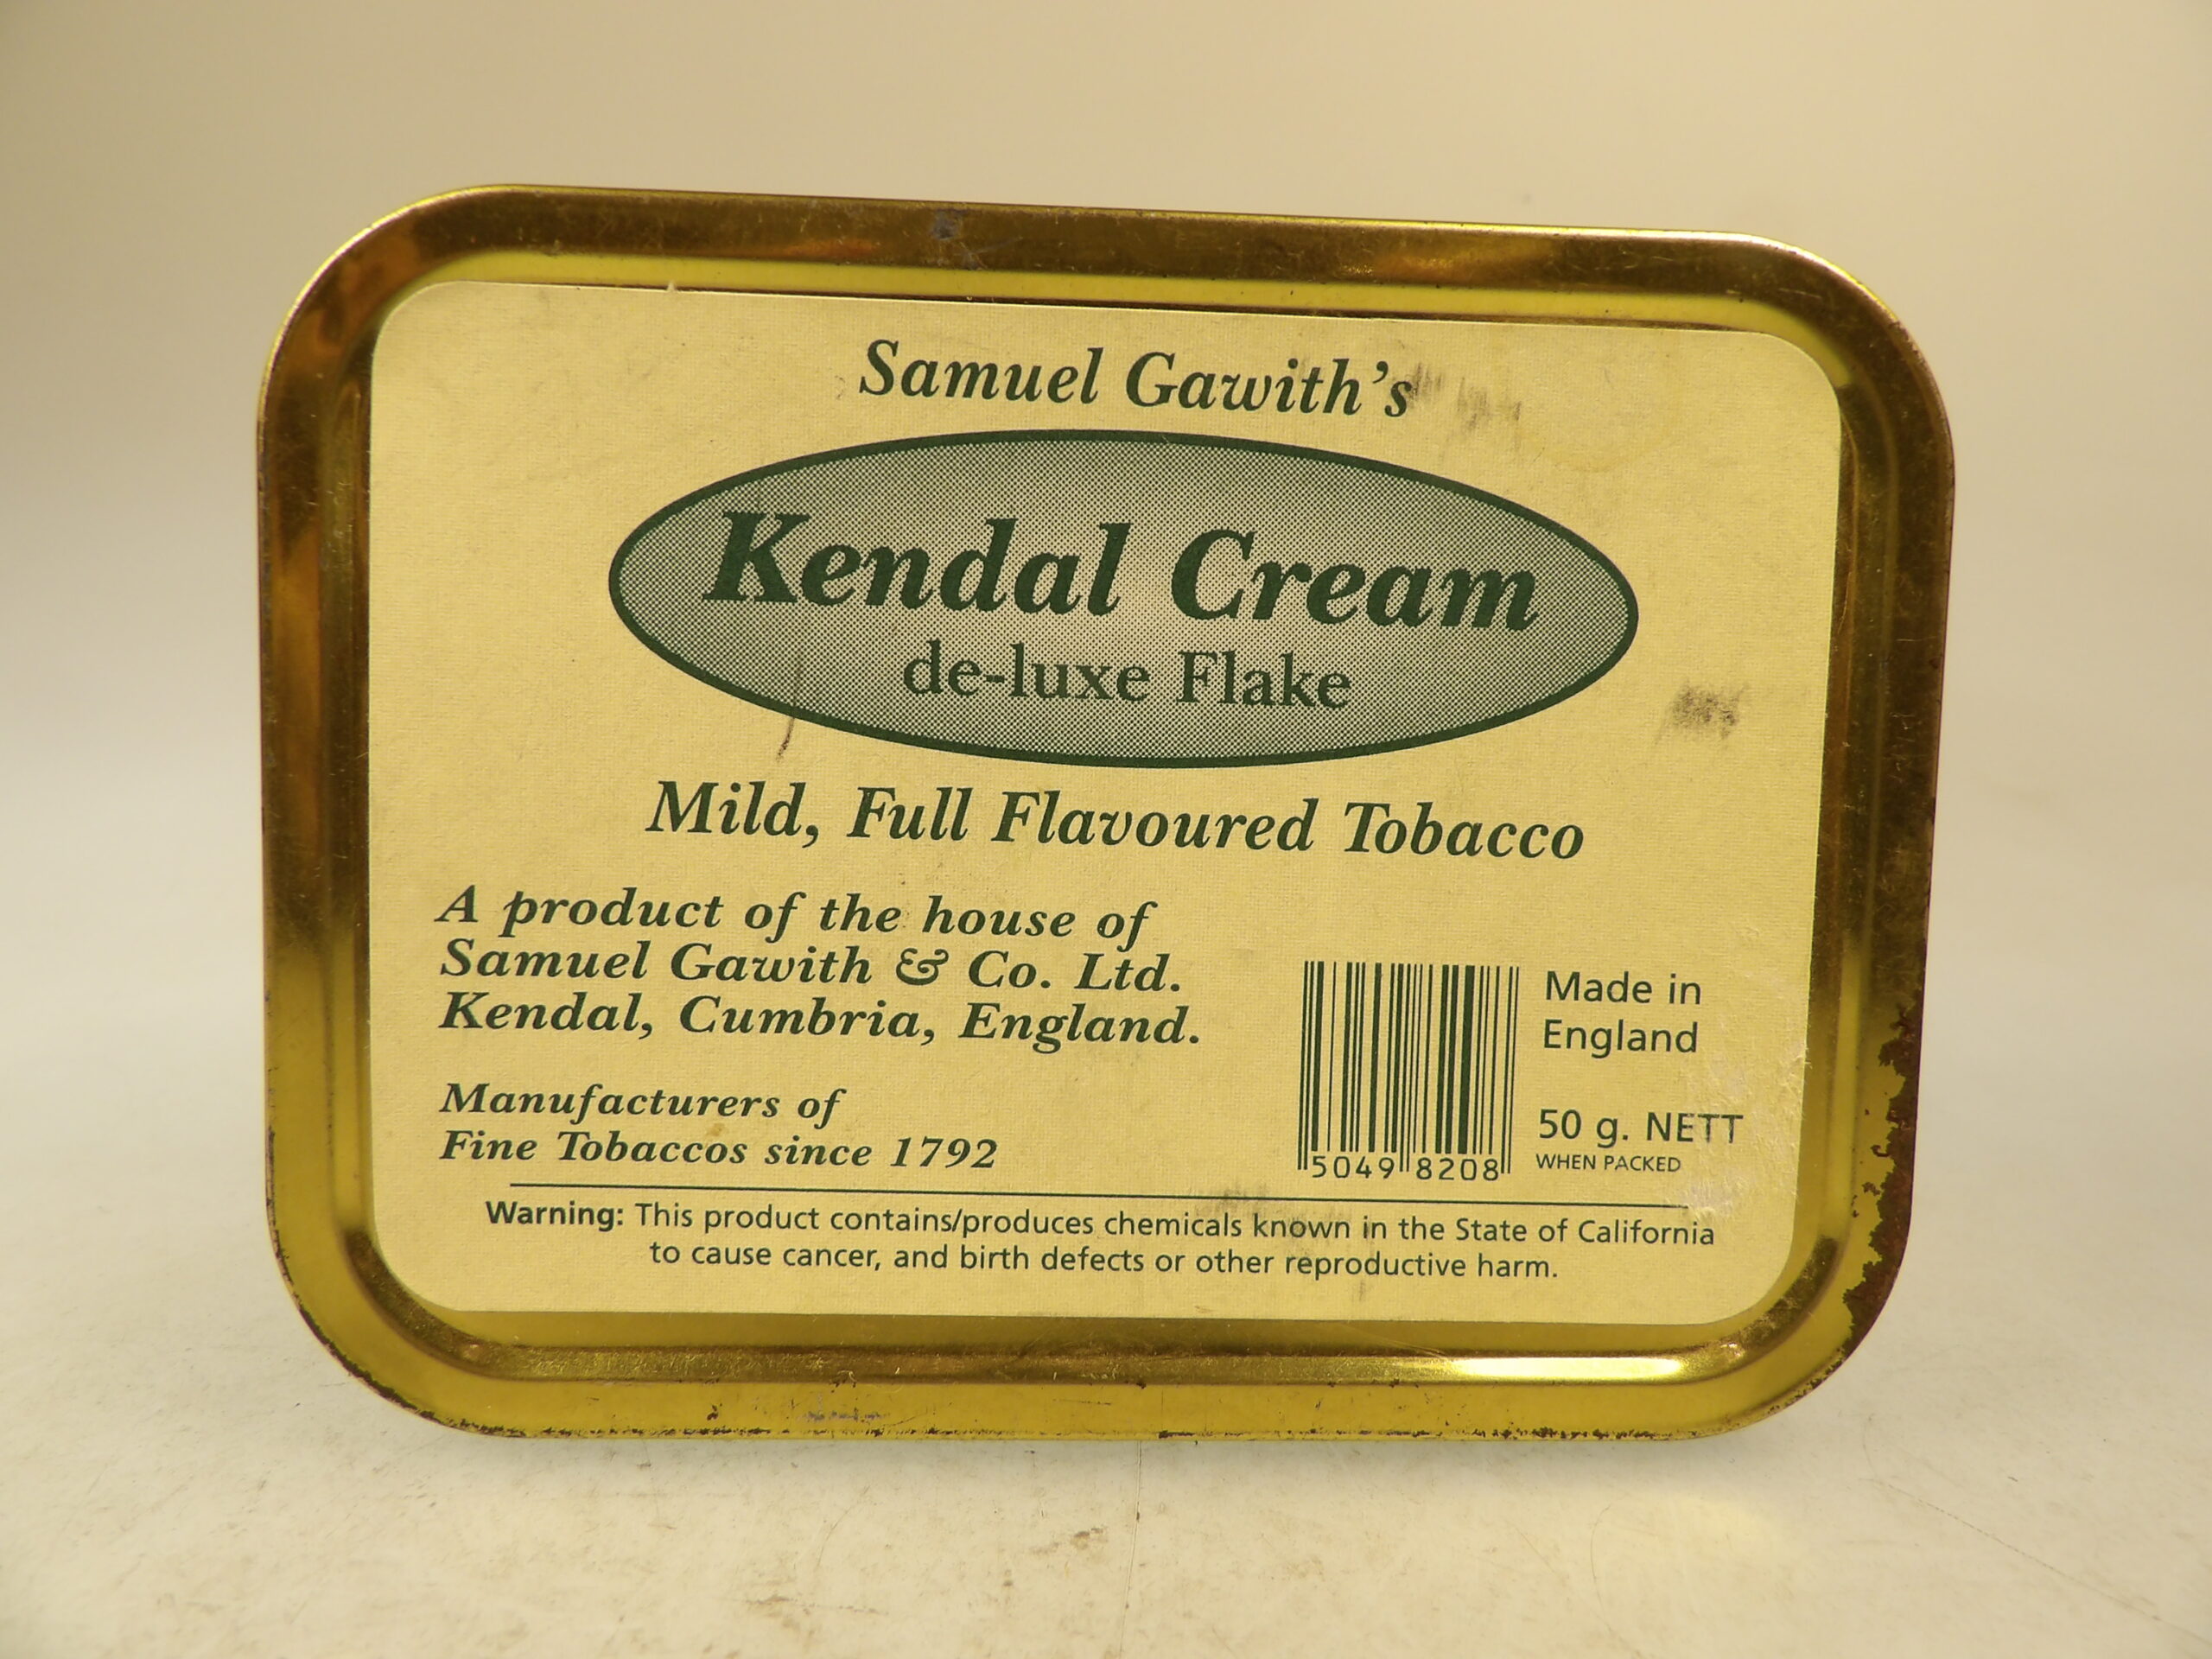 Samuel Gawith's
Kendal Cream
de-luxe Flake
Mild, Full Flavoured Tobacco
A product of the house of
Samuel Gawith & Co. Ltd.
Kendal, Cumbria, England.
Manufacturers of
Fine Tobaccos since 1792
5049 8208
Made in
England
50 g. NETT
WHEN PACKED
Warning: This product contains/produces chemicals known in the State of California
to cause cancer, and birth defects or other reproductive harm.